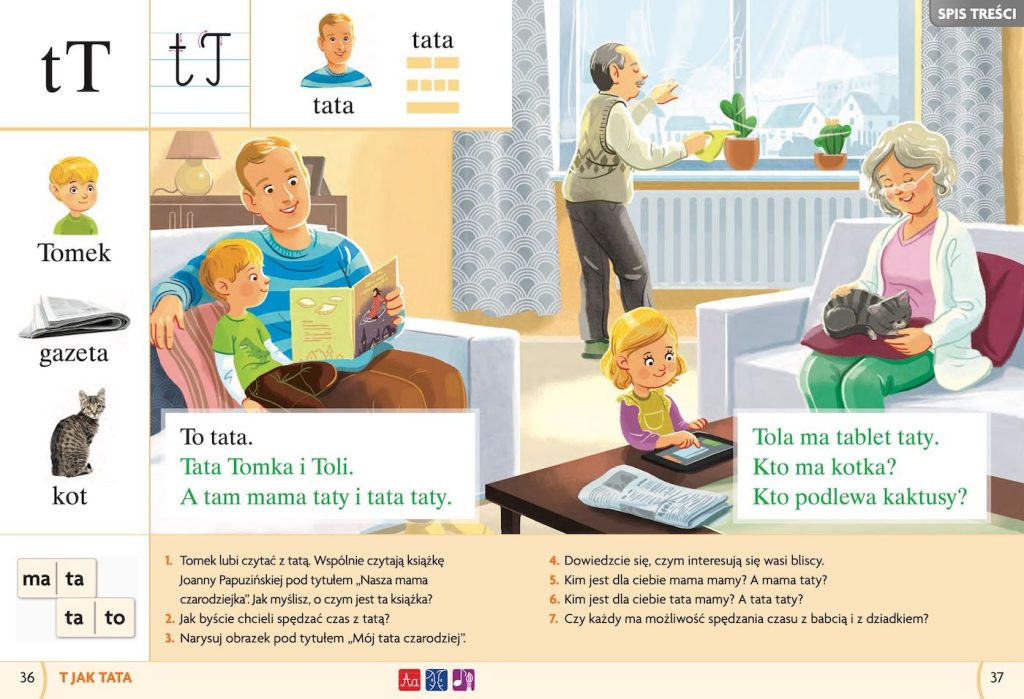 SPIS TREŚCI
tT
tT
tata
tata
Tomek
gazeta
kot
To tata.
Tata Tomka i Toli.
A tam mama taty i tata taty.
Tola ma tablet taty.
Kto ma kotka?
Kto podlewa kaktusy?
ma ta
ta to
1. Tomek lubi czytać z tatą. Wspólnie czytają książkę
Joanny Papuzińskiej pod tytułem „Nasza mama
czarodziejka”. Jak myślisz, o czym jest ta książka?
2. Jak byście chcieli spędzać czas z tatą?
3. Narysuj obrazek pod tytułem „Mój tata czarodziej”.
4. Dowiedzcie się, czym interesują się wasi bliscy.
5. Kim jest dla ciebie mama mamy? A mama taty?
6. Kim jest dla ciebie tata mamy? A tata taty?
7. Czy każdy ma możliwość spędzania czasu z babcią i z dziadkiem?
36 T JAK TATA
Aa
37